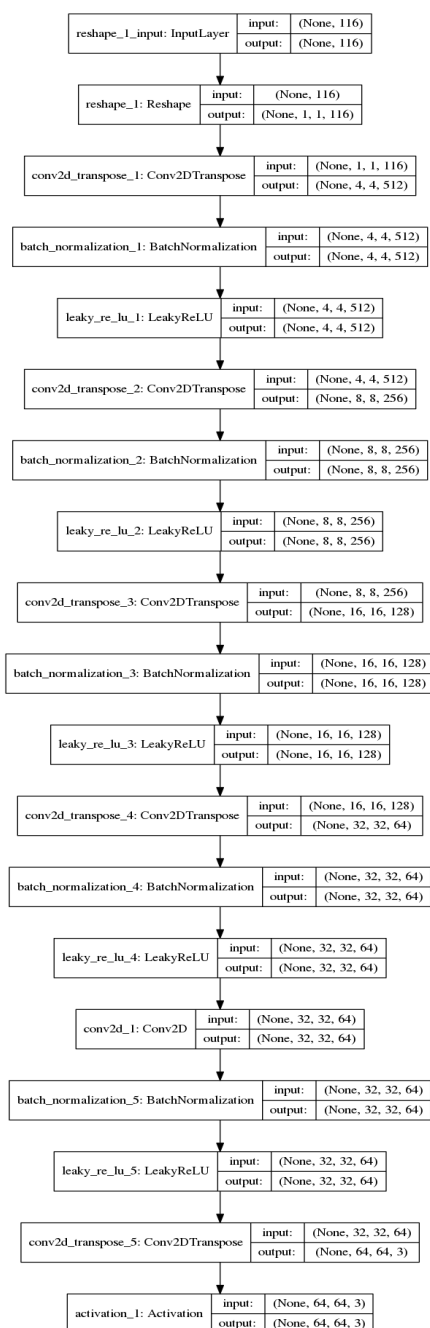 reshape_1_input: InputLayer
input: (None, 116)
output: (None, 116)
reshape_1: Reshape
input: (None, 116)
output: (None, 1, 1, 116)
conv2d_transpose_1: Conv2DTranspose
input: (None, 1, 1, 116)
output: (None, 4, 4, 512)
batch_normalization_1: BatchNormalization
input: (None, 4, 4, 512)
output: (None, 4, 4, 512)
leaky_re_lu_1: LeakyReLU
input: (None, 4, 4, 512)
output: (None, 4, 4, 512)
conv2d_transpose_2: Conv2DTranspose
input: (None, 4, 4, 512)
output: (None, 8, 8, 256)
batch_normalization_2: BatchNormalization
input: (None, 8, 8, 256)
output: (None, 8, 8, 256)
leaky_re_lu_2: LeakyReLU
input: (None, 8, 8, 256)
output: (None, 8, 8, 256)
conv2d_transpose_3: Conv2DTranspose
input: (None, 8, 8, 256)
output: (None, 16, 16, 128)
batch_normalization_3: BatchNormalization
input: (None, 16, 16, 128)
output: (None, 16, 16, 128)
leaky_re_lu_3: LeakyReLU
input: (None, 16, 16, 128)
output: (None, 16, 16, 128)
conv2d_transpose_4: Conv2DTranspose
input: (None, 16, 16, 128)
output: (None, 32, 32, 64)
batch_normalization_4: BatchNormalization
input: (None, 32, 32, 64)
output: (None, 32, 32, 64)
leaky_re_lu_4: LeakyReLU
input: (None, 32, 32, 64)
output: (None, 32, 32, 64)
conv2d_1: Conv2D
input: (None, 32, 32, 64)
output: (None, 32, 32, 64)
batch_normalization_5: BatchNormalization
input: (None, 32, 32, 64)
output: (None, 32, 32, 64)
leaky_re_lu_5: LeakyReLU
input: (None, 32, 32, 64)
output: (None, 32, 32, 64)
conv2d_transpose_5: Conv2DTranspose
input: (None, 32, 32, 64)
output: (None, 64, 64, 3)
activation_1: Activation
input: (None, 64, 64, 3)
output: (None, 64, 64, 3)